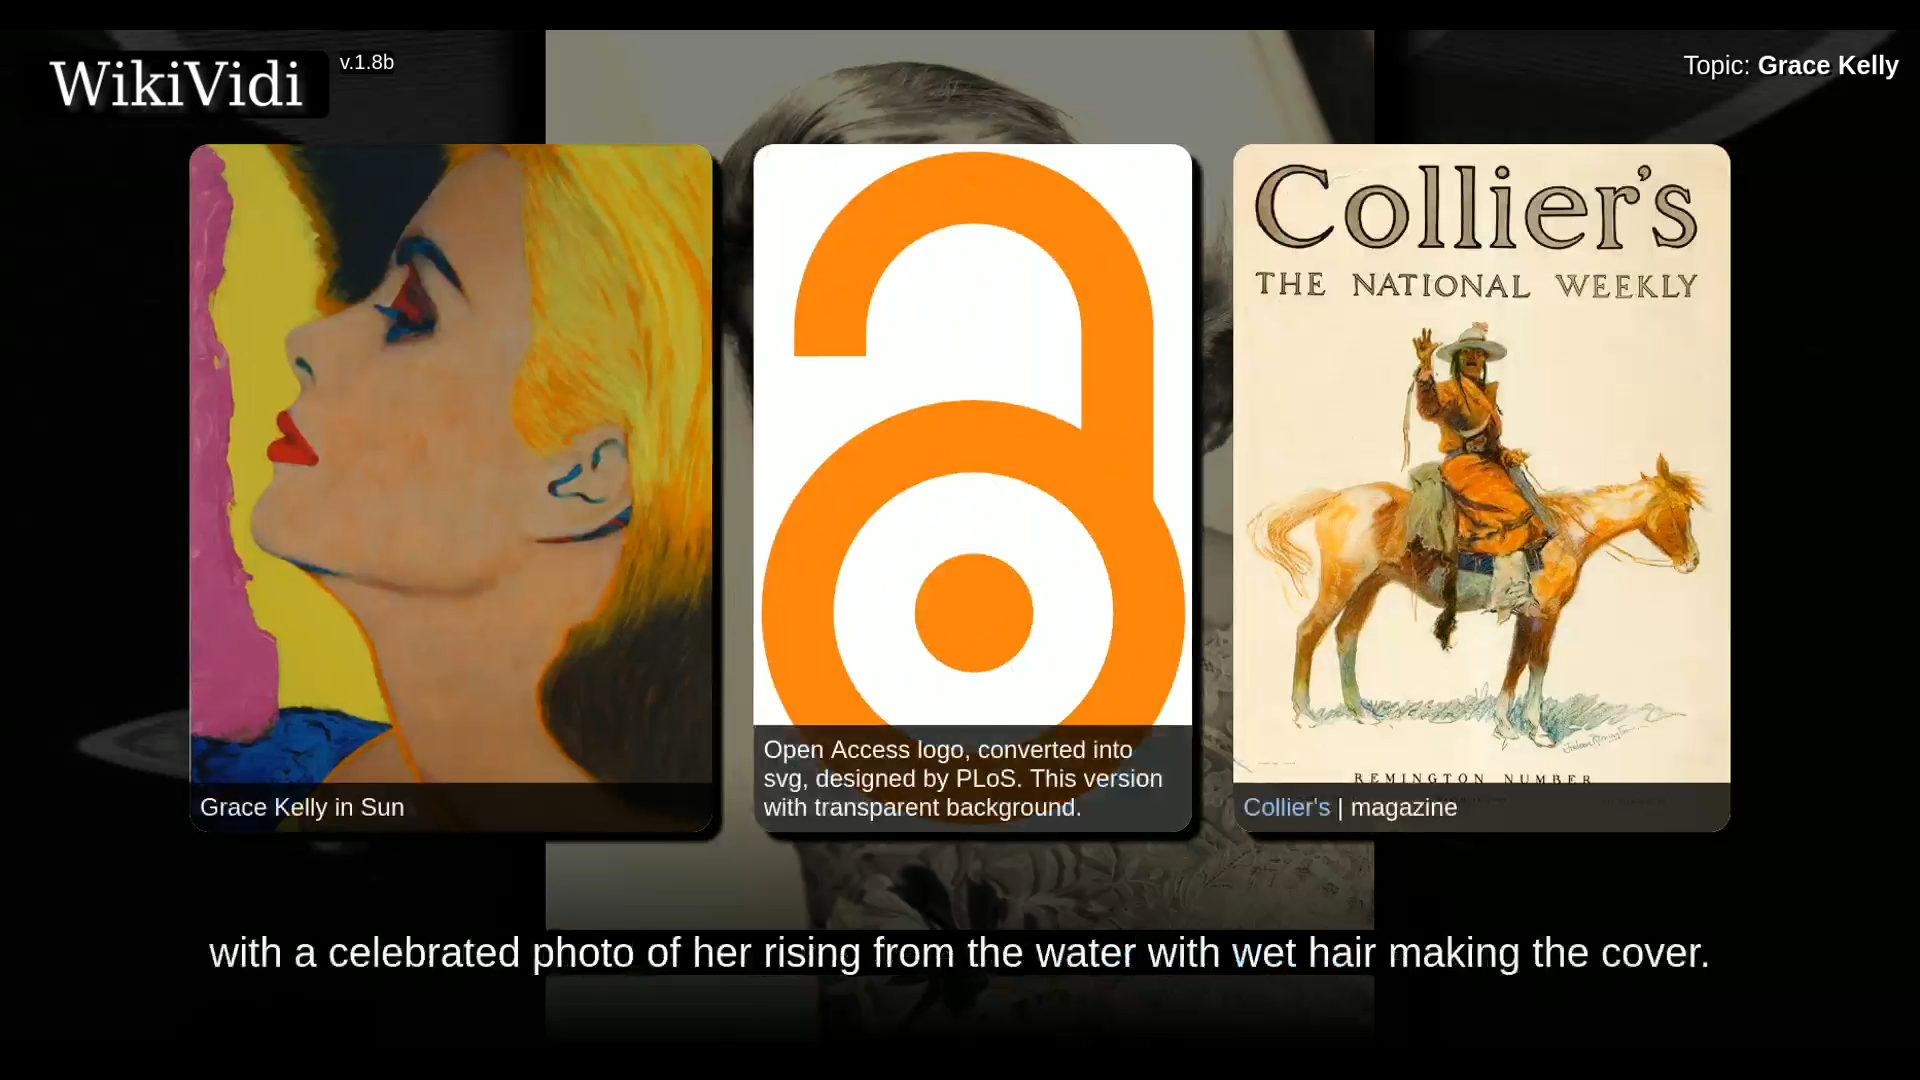 WikiVidi
v.1.8b
Topic: Grace Kelly
Collier's
THE NATIONAL WEEKLY
REMINGTON NUMBER
Grace Kelly in Sun
Open Access logo, converted into
svg, designed by PLoS. This version
with transparent background.
Collier's | magazine
with a celebrated photo of her rising from the water with wet hair making the cover.